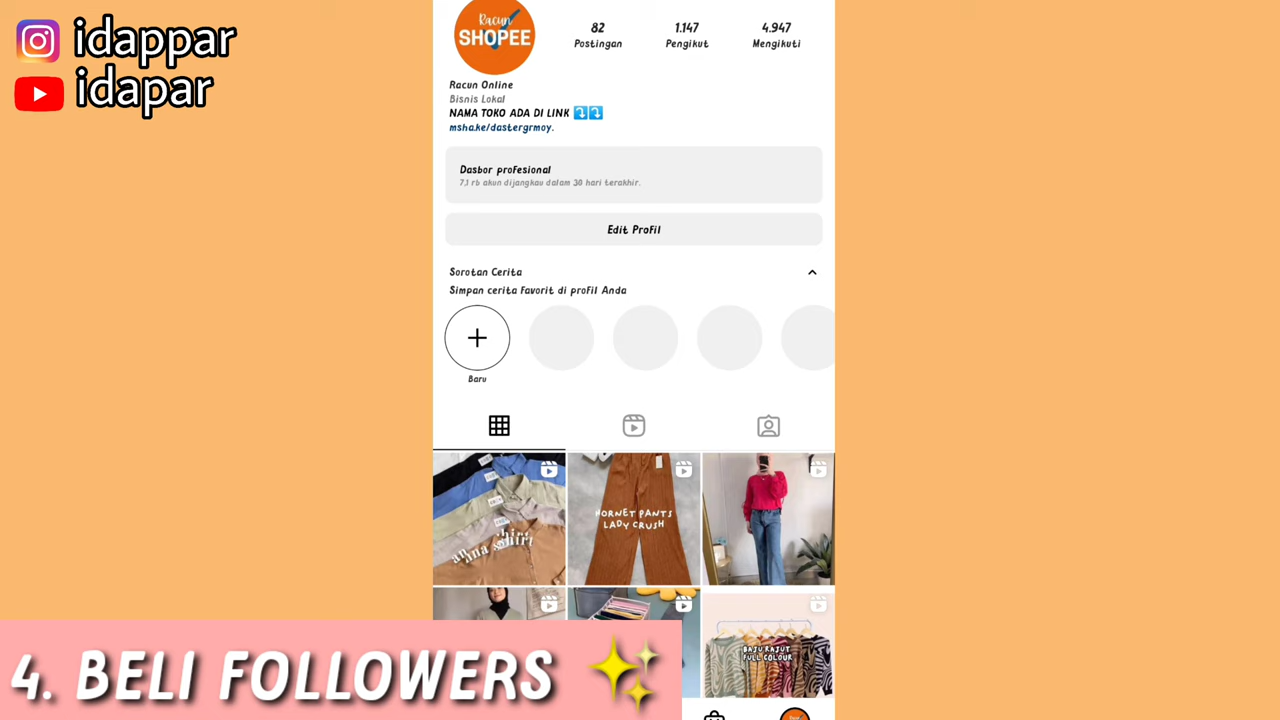 idappar
idapar
Racun
SHOPEE
82
Postingan
1.147
Pengikut
4.947
Mengikuti
Racun Online
Bisnis Lokal
NAMA TOKO ADA DI LINK ⤵️⤵️
msha.ke/dastergrmoy.
Dasbor profesional
7,1 rb akun dijangkau dalam 30 hari terakhir.
Edit Profil
Sorotan Cerita
Simpan cerita favorit di profil Anda
Baru
HORNET PANTS
LADY CRUSH
BAJU RAJUT
FULL COLOUR
4. BELI FOLLOWERS ✨